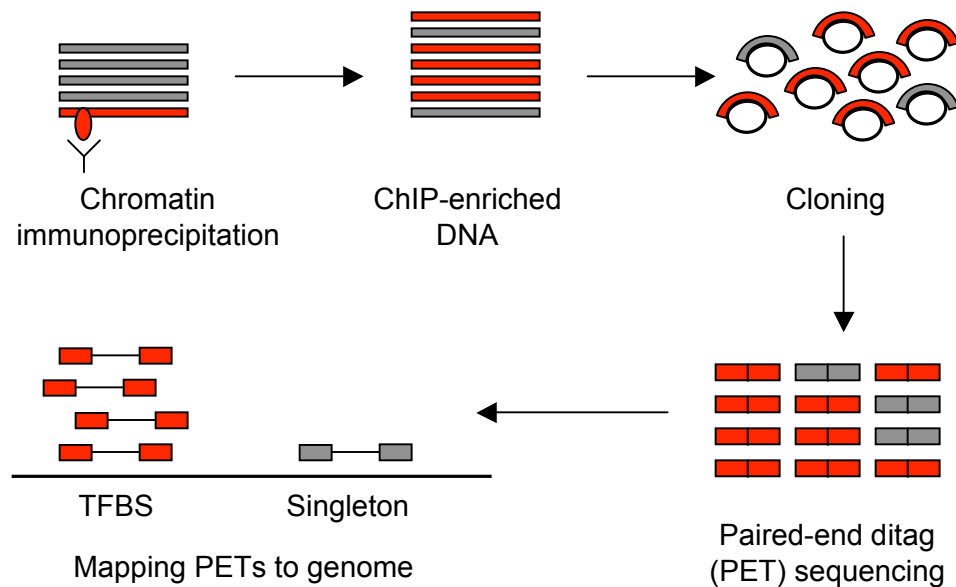 Chromatin
immunoprecipitation
ChIP-enriched
DNA
Cloning
Paired-end ditag
(PET) sequencing
TFBS
Singleton
Mapping PETs to genome